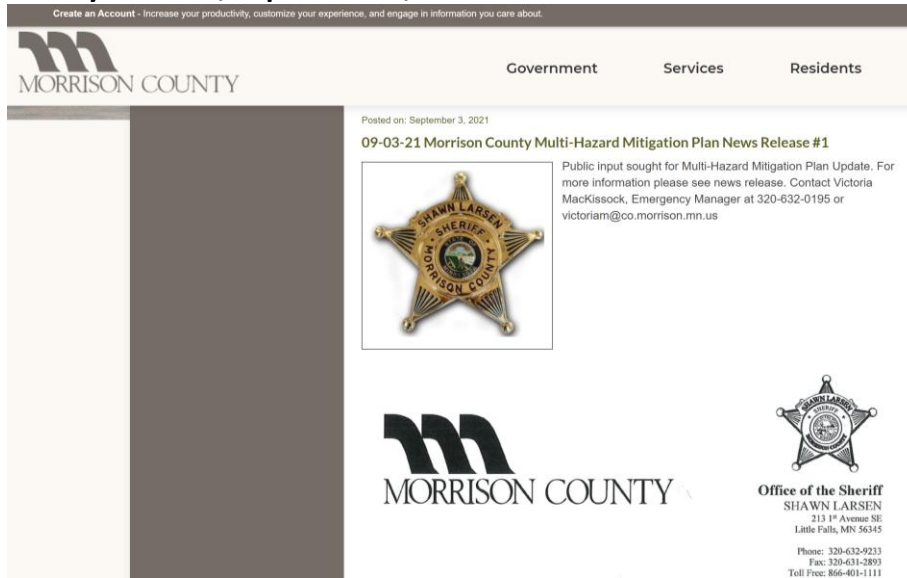 Create an Account - Increase your productivity, customize your experience, and engage in information you care about.
MORRISON COUNTY
Government Services Residents
Posted on: September 3, 2021
09-03-21 Morrison County Multi-Hazard Mitigation Plan News Release #1
SHAWN LARSEN
SHERIFF
MORRISON COUNTY
Public input sought for Multi-Hazard Mitigation Plan Update. For
more information please see news release. Contact Victoria
MacKissock, Emergency Manager at 320-632-0195 or
victoriam@co.morrison.mn.us
MORRISON COUNTY
SHAWN LARSEN
SHERIFF
Office of the Sheriff
SHAWN LARSEN
213 1st Avenue SE
Little Falls, MN 56345
Phone: 320-632-9233
Fax: 320-631-2893
Toll Free: 866-401-1111